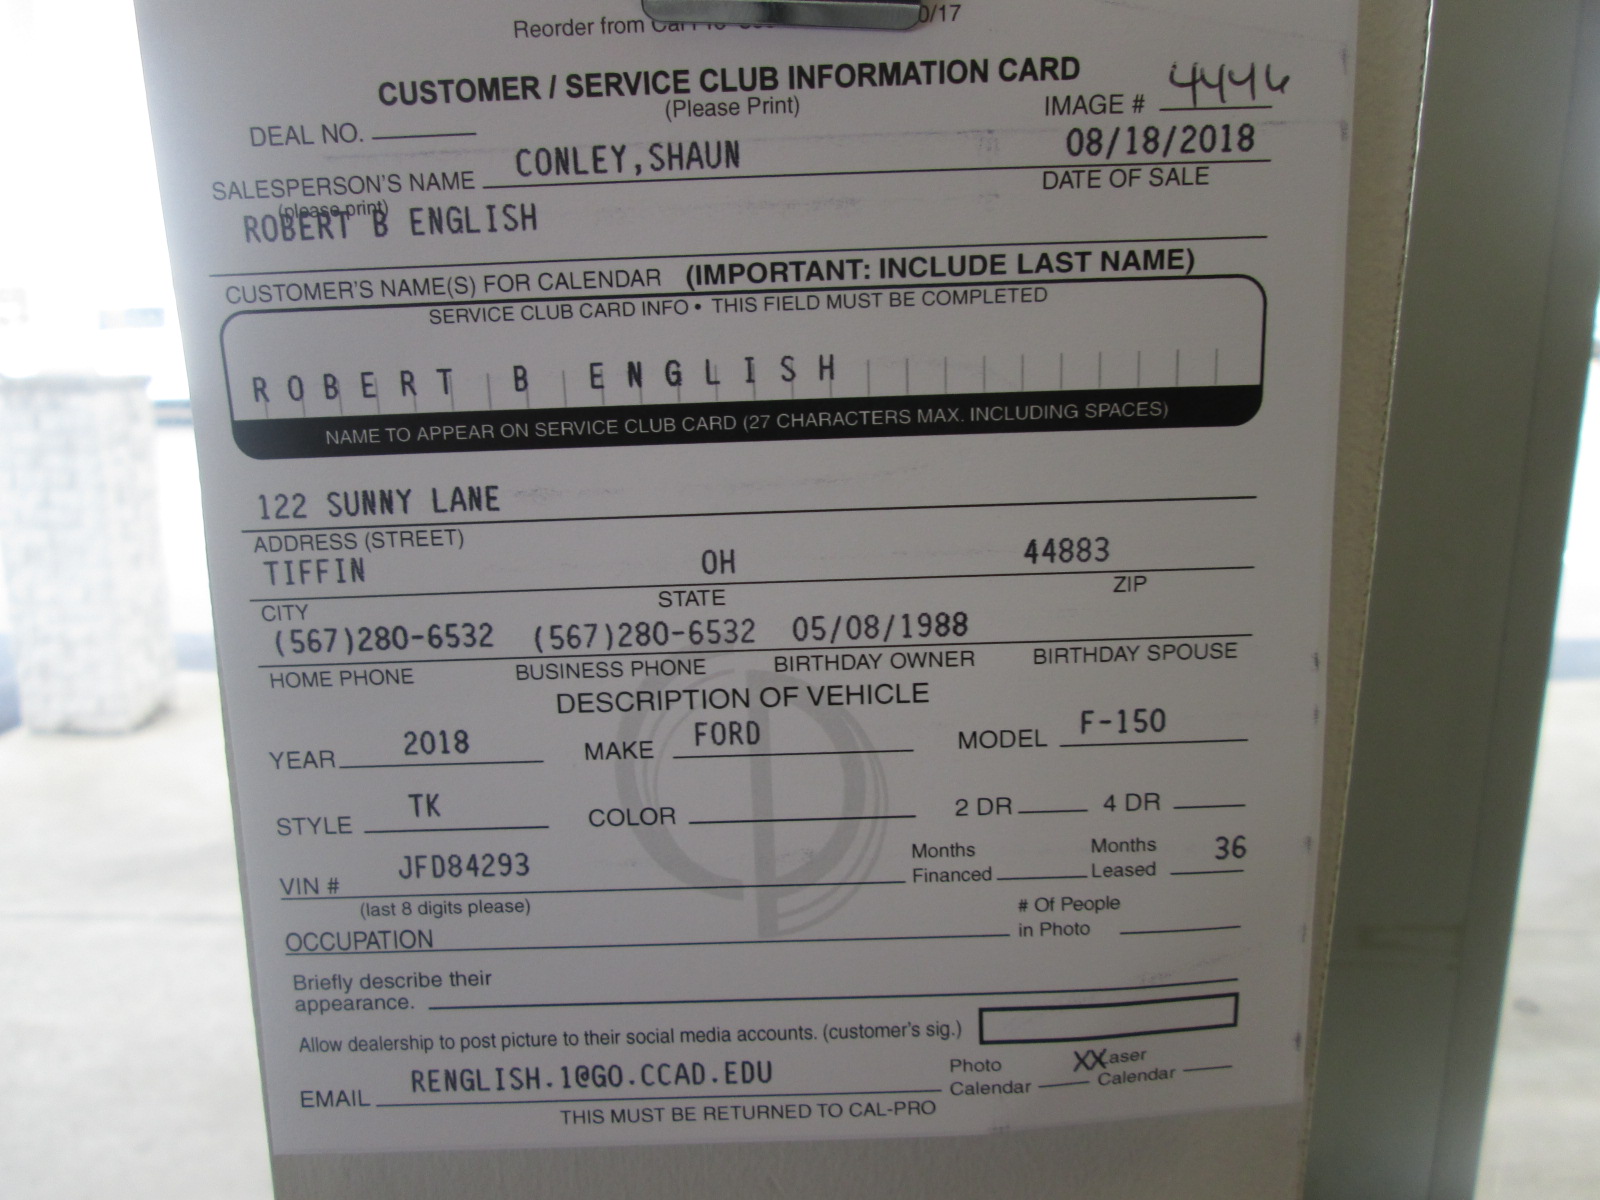 Reorder from Cal 0/17
CUSTOMER / SERVICE CLUB INFORMATION CARD
(Please Print)
IMAGE # 4446
DEAL NO.
CONLEY,SHAUN 08/18/2018
SALESPERSON'S NAME DATE OF SALE
(please print)
ROBERT B ENGLISH
CUSTOMER'S NAME(S) FOR CALENDAR (IMPORTANT: INCLUDE LAST NAME)
SERVICE CLUB CARD INFO • THIS FIELD MUST BE COMPLETED
ROBERT B ENGLISH
NAME TO APPEAR ON SERVICE CLUB CARD (27 CHARACTERS MAX. INCLUDING SPACES)
122 SUNNY LANE
ADDRESS (STREET)
TIFFIN OH 44883
CITY STATE ZIP
(567)280-6532 (567)280-6532 05/08/1988
HOME PHONE BUSINESS PHONE BIRTHDAY OWNER BIRTHDAY SPOUSE
DESCRIPTION OF VEHICLE
YEAR 2018 MAKE FORD MODEL F-150
STYLE TK COLOR 2 DR 4 DR
VIN # JFD84293 Months Financed Months Leased 36
(last 8 digits please)
OCCUPATION # Of People in Photo
Briefly describe their
appearance.
Allow dealership to post picture to their social media accounts. (customer's sig.)
EMAIL RENGLISH.1@GO.CCAD.EDU Photo Calendar XXaser Calendar
THIS MUST BE RETURNED TO CAL-PRO